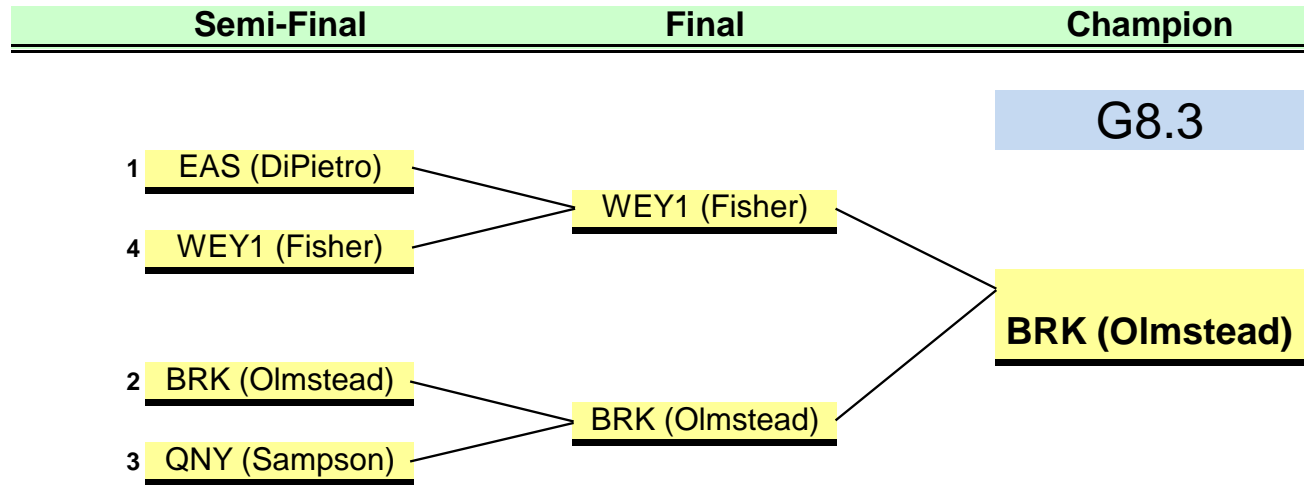 Semi-Final Final Champion
G8.3
1 EAS (DiPietro)
WEY1 (Fisher)
4 WEY1 (Fisher)
BRK (Olmstead)
2 BRK (Olmstead)
BRK (Olmstead)
3 QNY (Sampson)